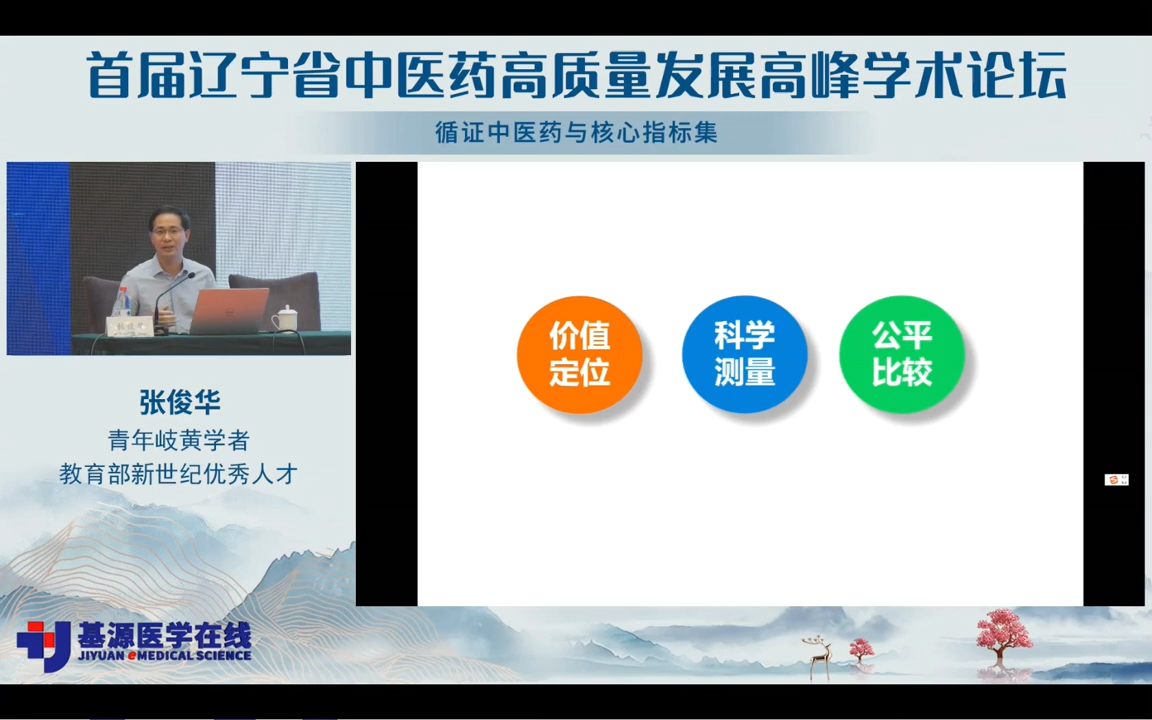 首届辽宁省中医药高质量发展高峰学术论坛
循证中医药与核心指标集
价值
定位
科学
测量
公平
比较
张俊华
青年岐黄学者
教育部新世纪优秀人才
基源医学在线
JIYUAN eMEDICAL SCIENCE